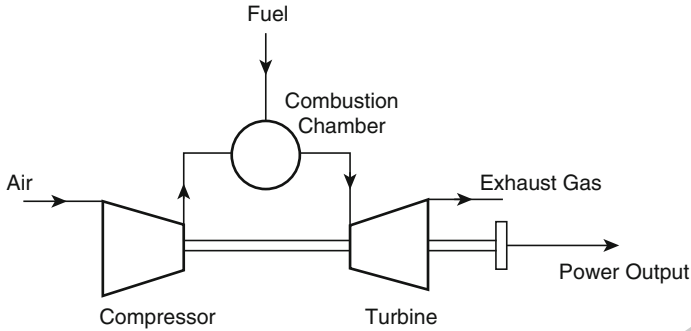 Fuel
Combustion
Chamber
Air
Exhaust Gas
Power Output
Compressor
Turbine